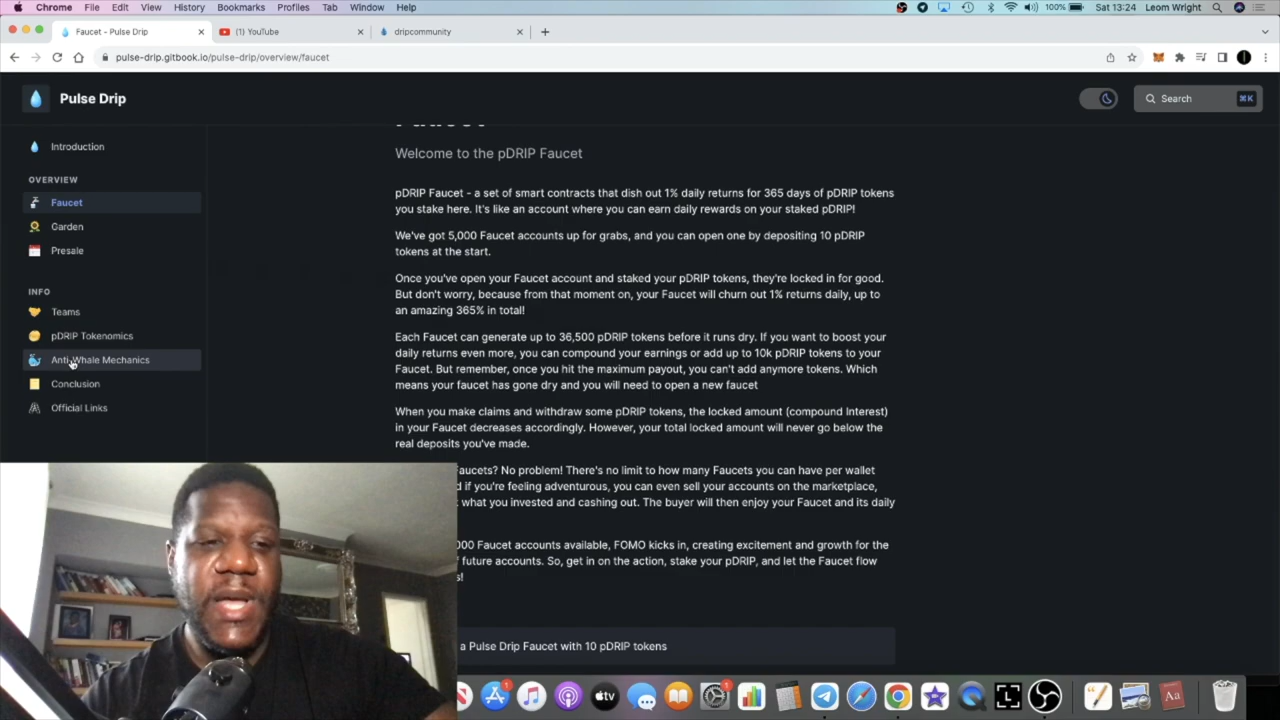 Chrome File Edit View History Bookmarks Profiles Tab Window Help 100% Sat 13:24 Leom Wright
Faucet - Pulse Drip (1) YouTube dripcommunity
pulse-drip.gitbook.io/pulse-drip/overview/faucet
Pulse Drip
Search ⌘K
Introduction
OVERVIEW
Faucet
Garden
Presale
INFO
Teams
pDRIP Tokenomics
Anti-Whale Mechanics
Conclusion
Official Links
Welcome to the pDRIP Faucet
pDRIP Faucet - a set of smart contracts that dish out 1% daily returns for 365 days of pDRIP tokens
you stake here. It's like an account where you can earn daily rewards on your staked pDRIP!
We've got 5,000 Faucet accounts up for grabs, and you can open one by depositing 10 pDRIP
tokens at the start.
Once you've open your Faucet account and staked your pDRIP tokens, they're locked in for good.
But don't worry, because from that moment on, your Faucet will churn out 1% returns daily, up to
an amazing 365% in total!
Each Faucet can generate up to 36,500 pDRIP tokens before it runs dry. If you want to boost your
daily returns even more, you can compound your earnings or add up to 10k pDRIP tokens to your
Faucet. But remember, once you hit the maximum payout, you can't add anymore tokens. Which
means your faucet has gone dry and you will need to open a new faucet
When you make claims and withdraw some pDRIP tokens, the locked amount (compound Interest)
in your Faucet decreases accordingly. However, your total locked amount will never go below the
real deposits you've made.
Faucets? No problem! There's no limit to how many Faucets you can have per wallet
if you're feeling adventurous, you can even sell your accounts on the marketplace,
what you invested and cashing out. The buyer will then enjoy your Faucet and its daily
Faucet accounts available, FOMO kicks in, creating excitement and growth for the
of future accounts. So, get in on the action, stake your pDRIP, and let the Faucet flow
a Pulse Drip Faucet with 10 pDRIP tokens
tv
Aa